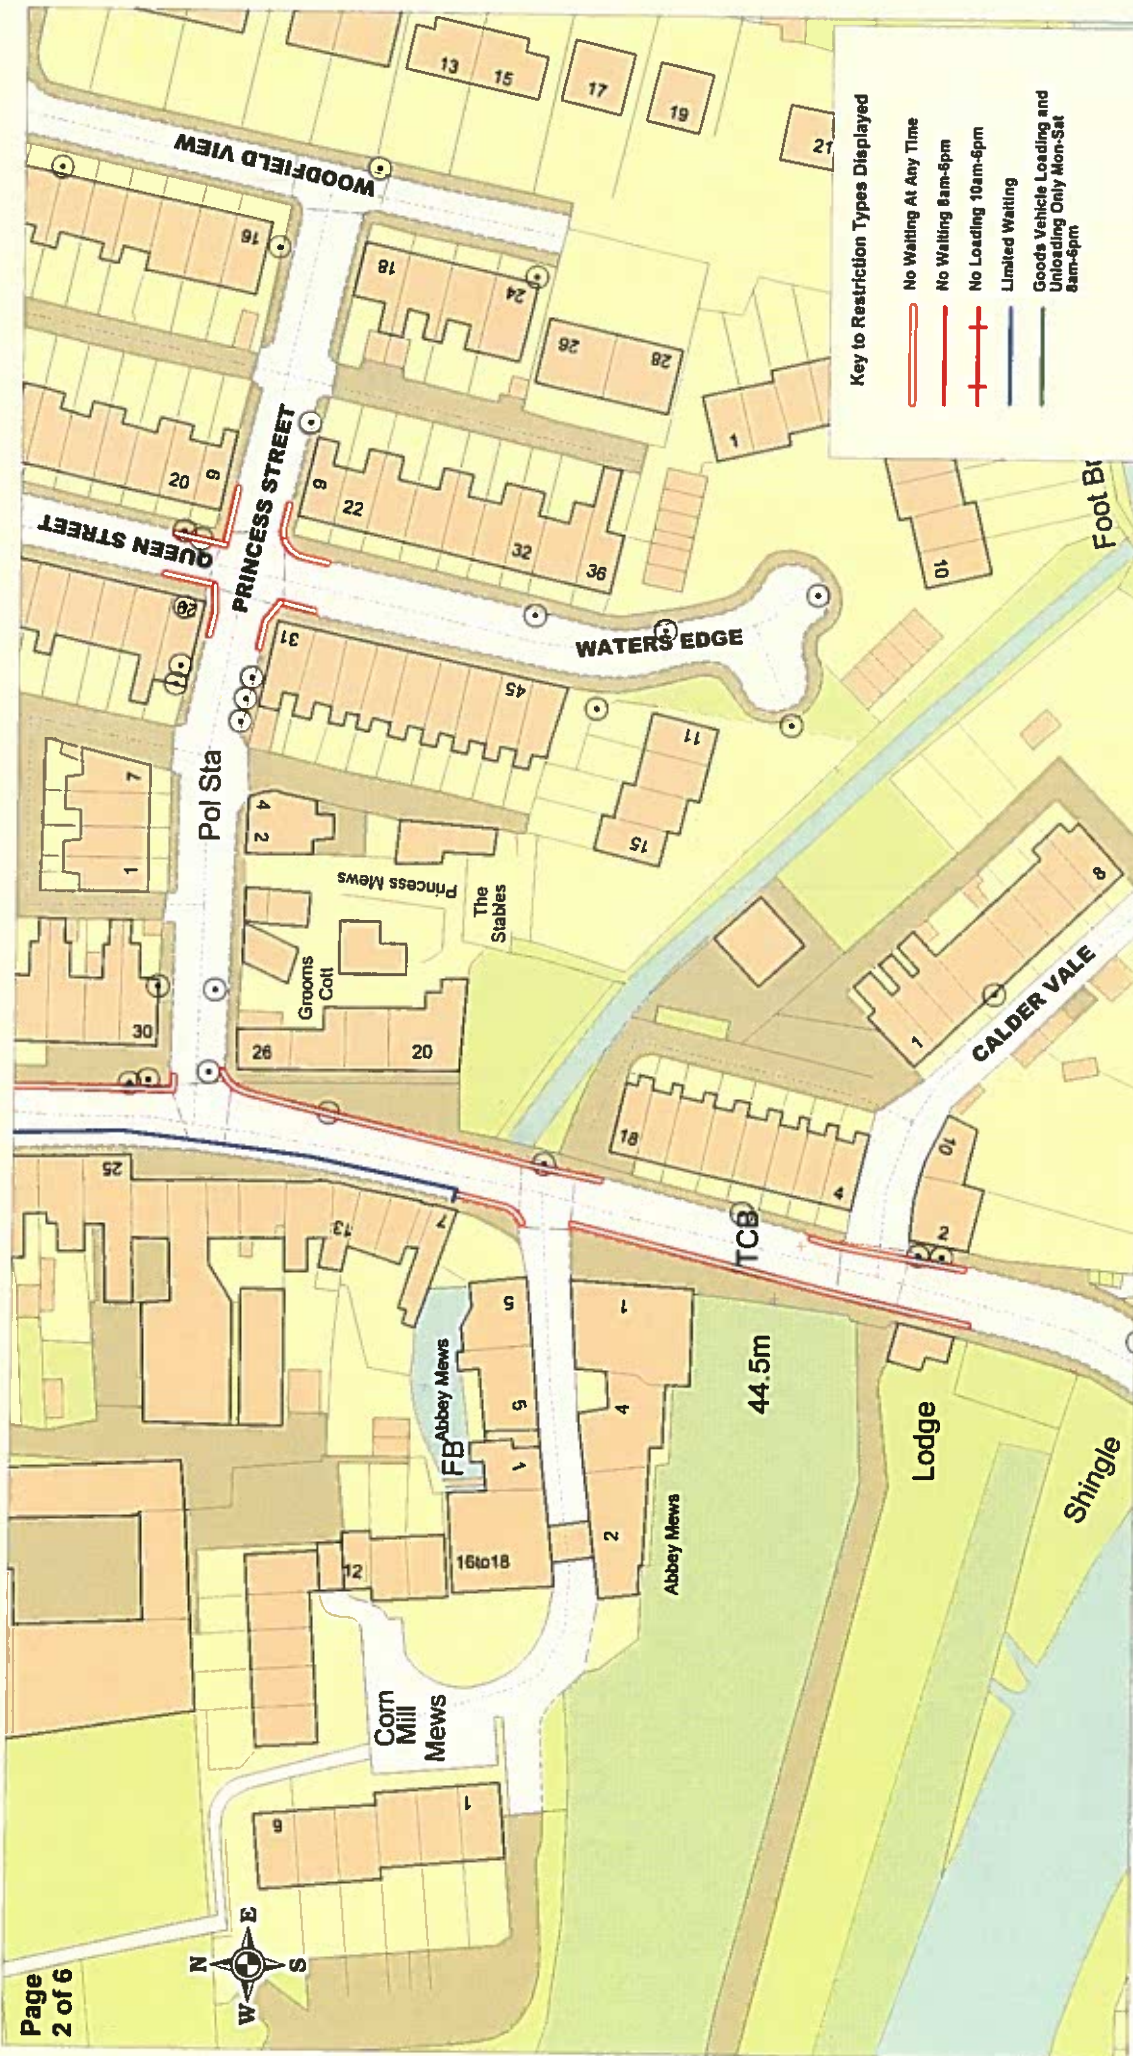 Page
2 of 6
N
W
E
S
WOODFIELD VIEW
13
15
17
19
21
16
18
24
26
28
20
6
QUEEN STREET
PRINCESS STREET
6
22
32
36
29
31
45
WATERS EDGE
1
10
Foot Br
11
15
7
1
Pol Sta
4
2
Princess Mews
The
Stables
Grooms
Cott
30
26
20
18
4
1
8
CALDER VALE
10
2
TCB
25
13
7
5
5
1
Abbey Mews
FB
1
4
2
Abbey Mews
44.5m
Lodge
Shingle
12
16to18
Corn
Mill
Mews
9
1
Key to Restriction Types Displayed
No Waiting At Any Time
No Waiting 8am-6pm
No Loading 10am-6pm
Limited Waiting
Goods Vehicle Loading and
Unloading Only Mon-Sat
8am-6pm